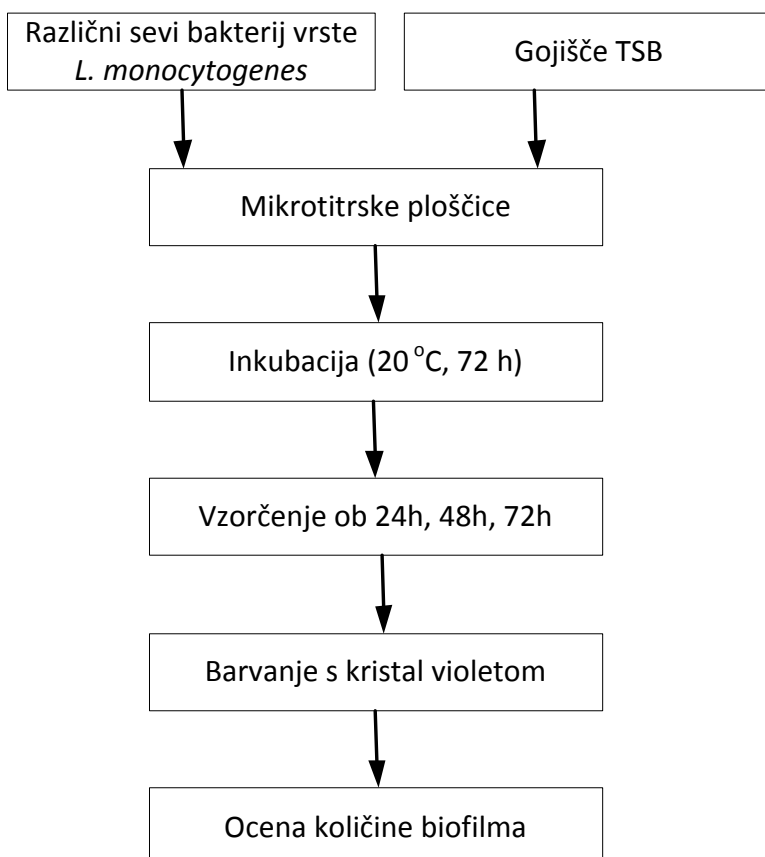 Različni sevi bakterij vrste
L. monocytogenes
Gojišče TSB
Mikrotitrske ploščice
Inkubacija (20 °C, 72 h)
Vzorčenje ob 24h, 48h, 72h
Barvanje s kristal violetom
Ocena količine biofilma